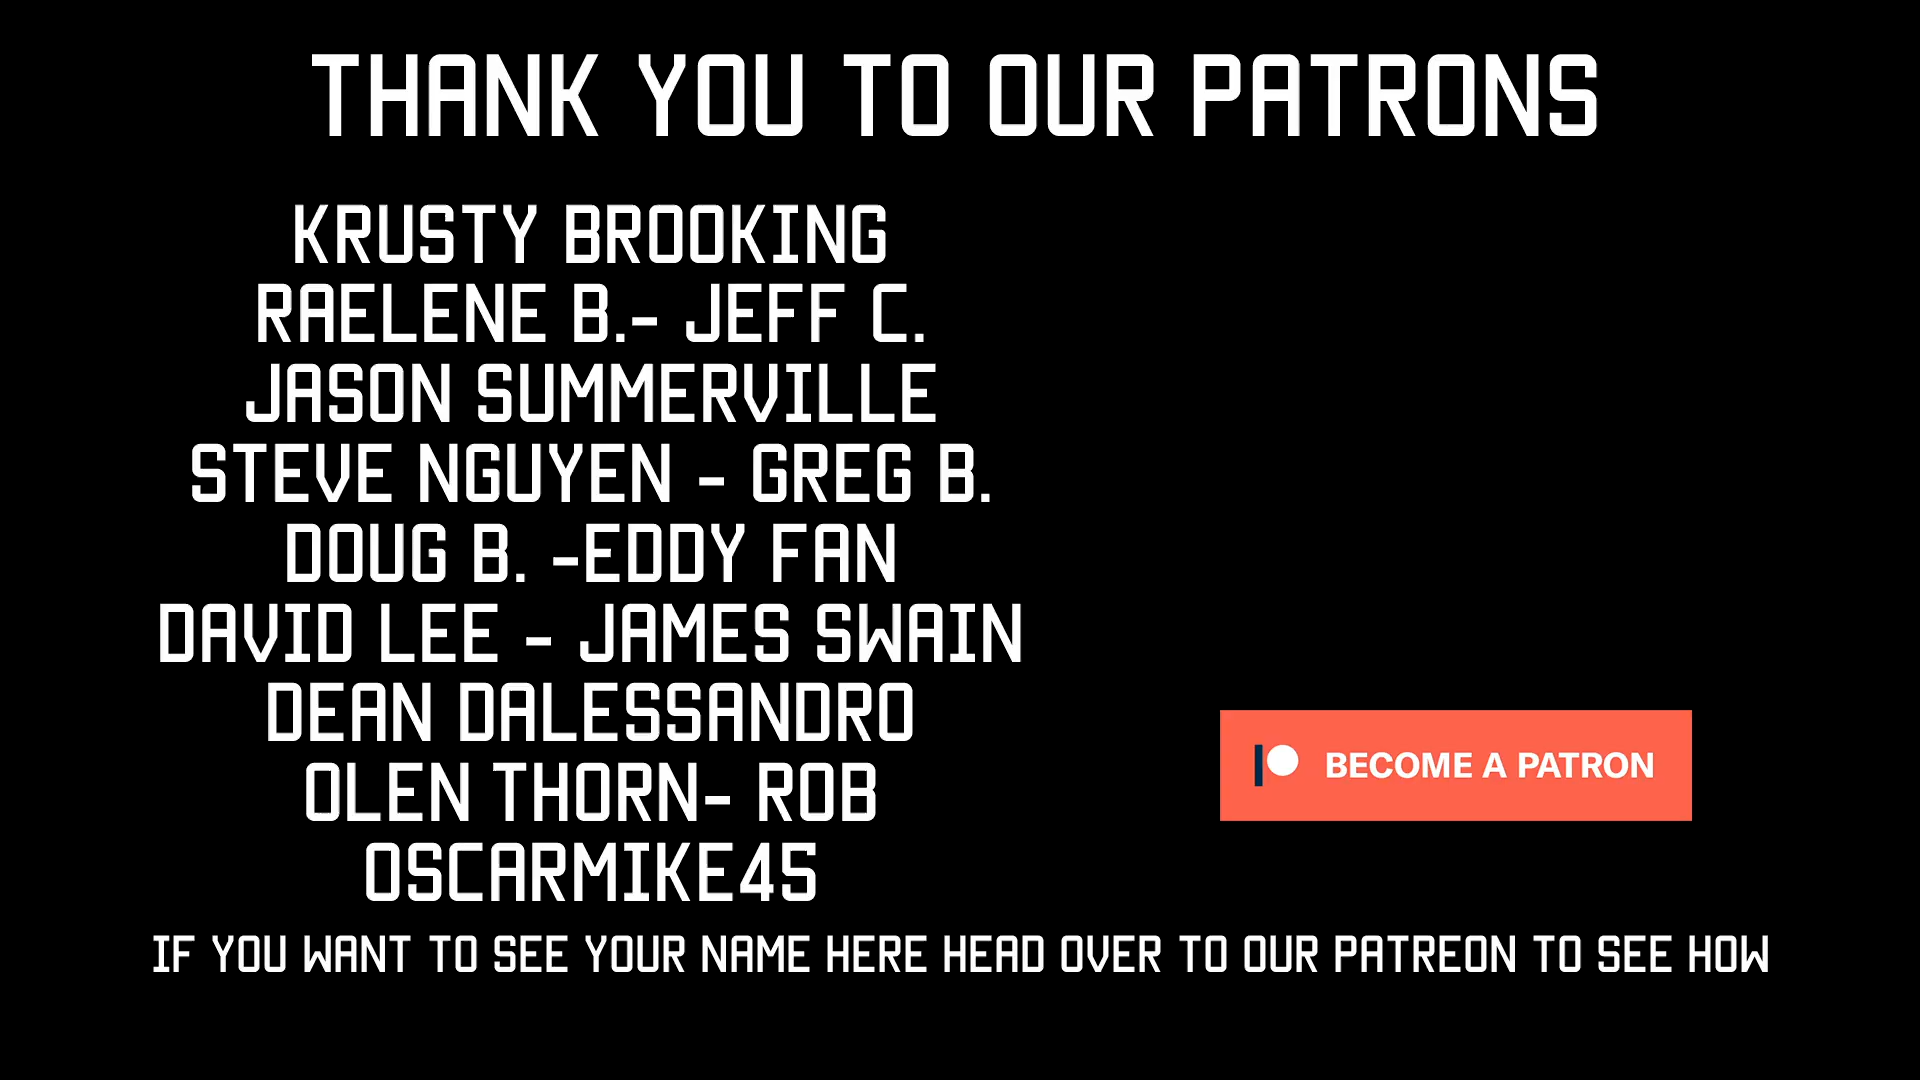 THANK YOU TO OUR PATRONS
KRUSTY BROOKING
RAELENE B.- JEFF C.
JASON SUMMERVILLE
STEVE NGUYEN - GREG B.
DOUG B. -EDDY FAN
DAVID LEE - JAMES SWAIN
DEAN DALESSANDRO
OLEN THORN- ROB
OSCARMIKE45
BECOME A PATRON
IF YOU WANT TO SEE YOUR NAME HERE HEAD OVER TO OUR PATREON TO SEE HOW